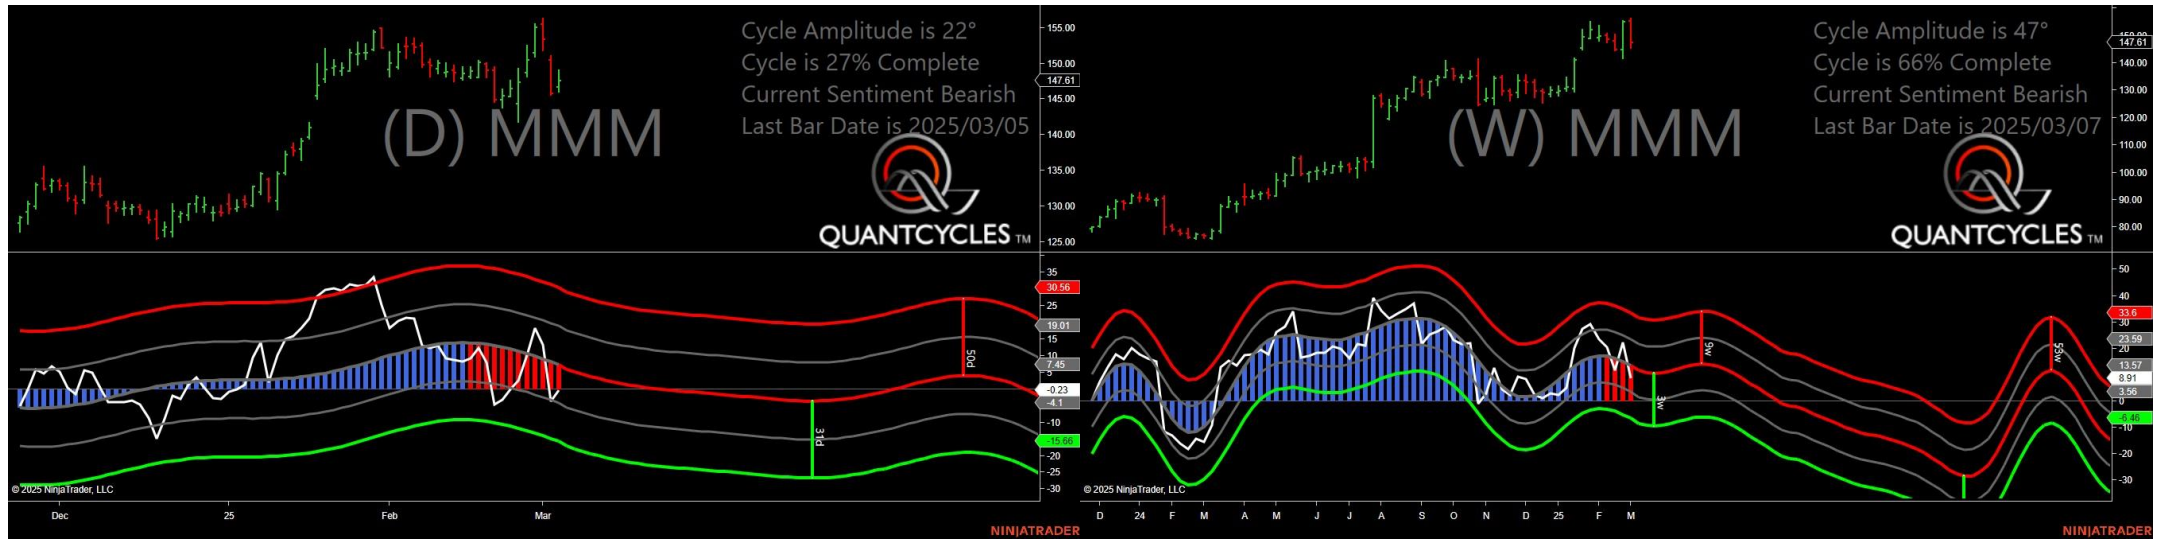 Cycle Amplitude is 22°
Cycle is 27% Complete
Current Sentiment Bearish
Last Bar Date is 2025/03/05
(D) MMM
QUANTCYCLES TM
155.00
150.00
147.61
145.00
140.00
135.00
130.00
125.00
35
30.56
25
19.01
15
10
7.45
5
-0.23
-4.1
-10
-15.66
-20
-25
-30
50d
31d
© 2025 NinjaTrader, LLC
Dec
25
Feb
Mar
NINJATRADER
Cycle Amplitude is 47°
Cycle is 66% Complete
Current Sentiment Bearish
Last Bar Date is 2025/03/07
(W) MMM
QUANTCYCLES TM
150.00
147.61
140.00
130.00
120.00
110.00
100.00
90.00
80.00
50
40
33.6
30
23.59
20
13.57
8.91
3.56
0
-6.46
-10
-20
-30
9w
3w
53w
© 2025 NinjaTrader, LLC
D 24 F M A M J J A S O N D 25 F M
NINJATRADER